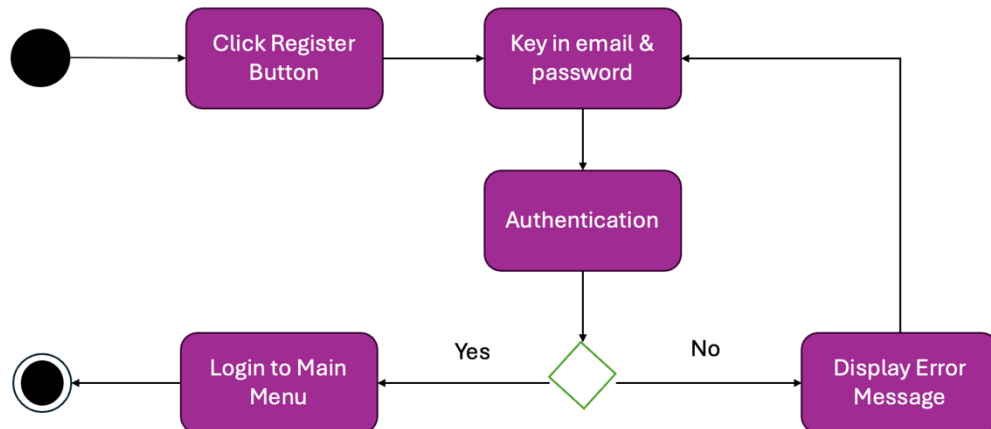 Click Register
Button
Key in email &
password
Authentication
Yes
No
Login to Main
Menu
Display Error
Message